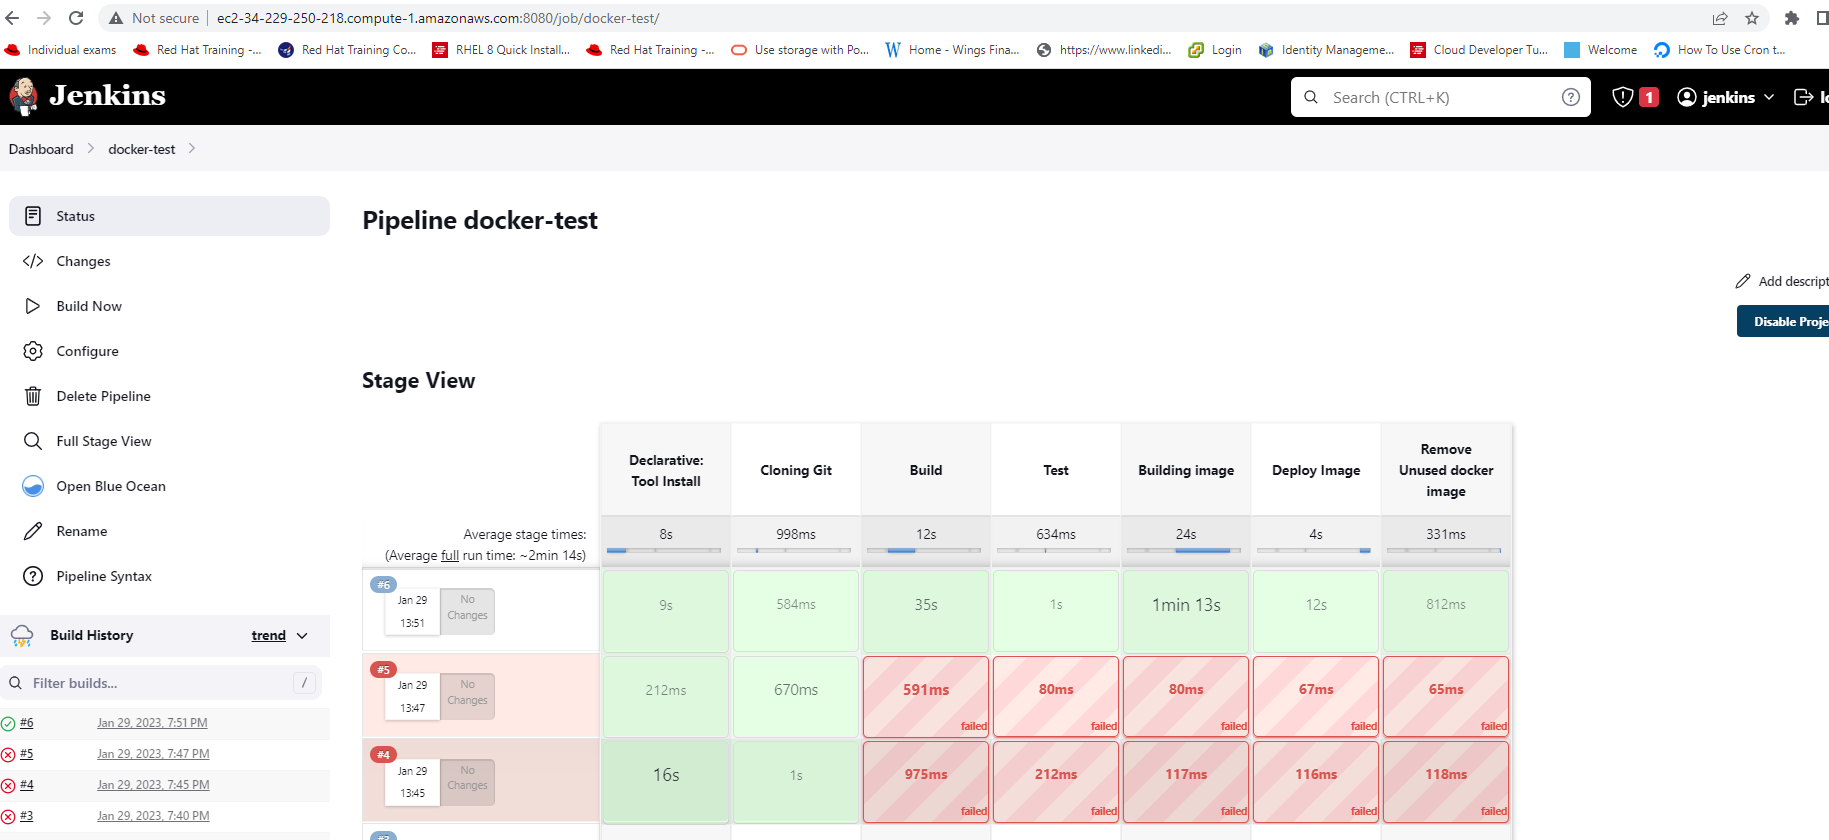 Not secure
ec2-34-229-250-218.compute-1.amazonaws.com:8080/job/docker-test/
Individual exams
Red Hat Training -...
Red Hat Training Co...
RHEL 8 Quick Install...
Red Hat Training -...
Use storage with Po...
Home - Wings Fina...
https://www.linkedi...
Login
Identity Manageme...
Cloud Developer Tu...
Welcome
How To Use Cron t...
Jenkins
Search (CTRL+K)
1
jenkins
Dashboard
docker-test
Status
Changes
Build Now
Configure
Delete Pipeline
Full Stage View
Open Blue Ocean
Rename
Pipeline Syntax
Build History
trend
Filter builds...
/
#6
Jan 29, 2023, 7:51 PM
#5
Jan 29, 2023, 7:47 PM
#4
Jan 29, 2023, 7:45 PM
#3
Jan 29, 2023, 7:40 PM
Pipeline docker-test
Add descript
Disable Proje
Stage View
Declarative:
Tool Install
Cloning Git
Build
Test
Building image
Deploy Image
Remove
Unused docker
image
Average stage times:
(Average full run time: ~2min 14s)
8s
998ms
12s
634ms
24s
4s
331ms
#6
Jan 29
13:51
No
Changes
9s
584ms
35s
1s
1min 13s
12s
812ms
#5
Jan 29
13:47
No
Changes
212ms
670ms
591ms
failed
80ms
failed
80ms
failed
67ms
failed
65ms
failed
#4
Jan 29
13:45
No
Changes
16s
1s
975ms
failed
212ms
failed
117ms
failed
116ms
failed
118ms
failed